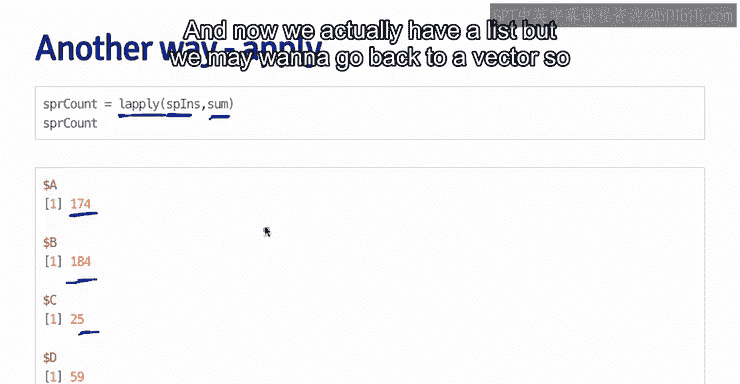 And now we actually have a list but
Another way - apply
we may wanna go back to a vector so
sprCount = lapply(spIns,sum)
sprCount
$A
[1] 174
$B
[1] 184
$C
[1] 25
$D
[1] 59